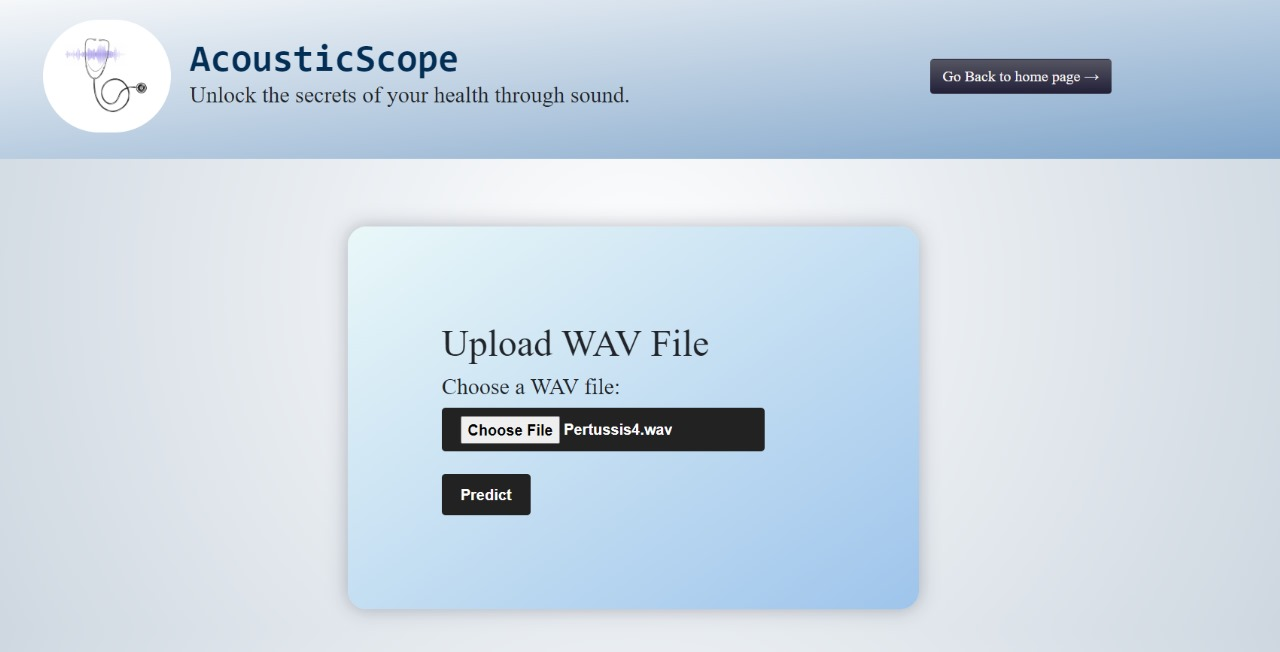 AcousticScope
Unlock the secrets of your health through sound.
Go Back to home page →
Upload WAV File
Choose a WAV file:
Choose File Pertussis4.wav
Predict